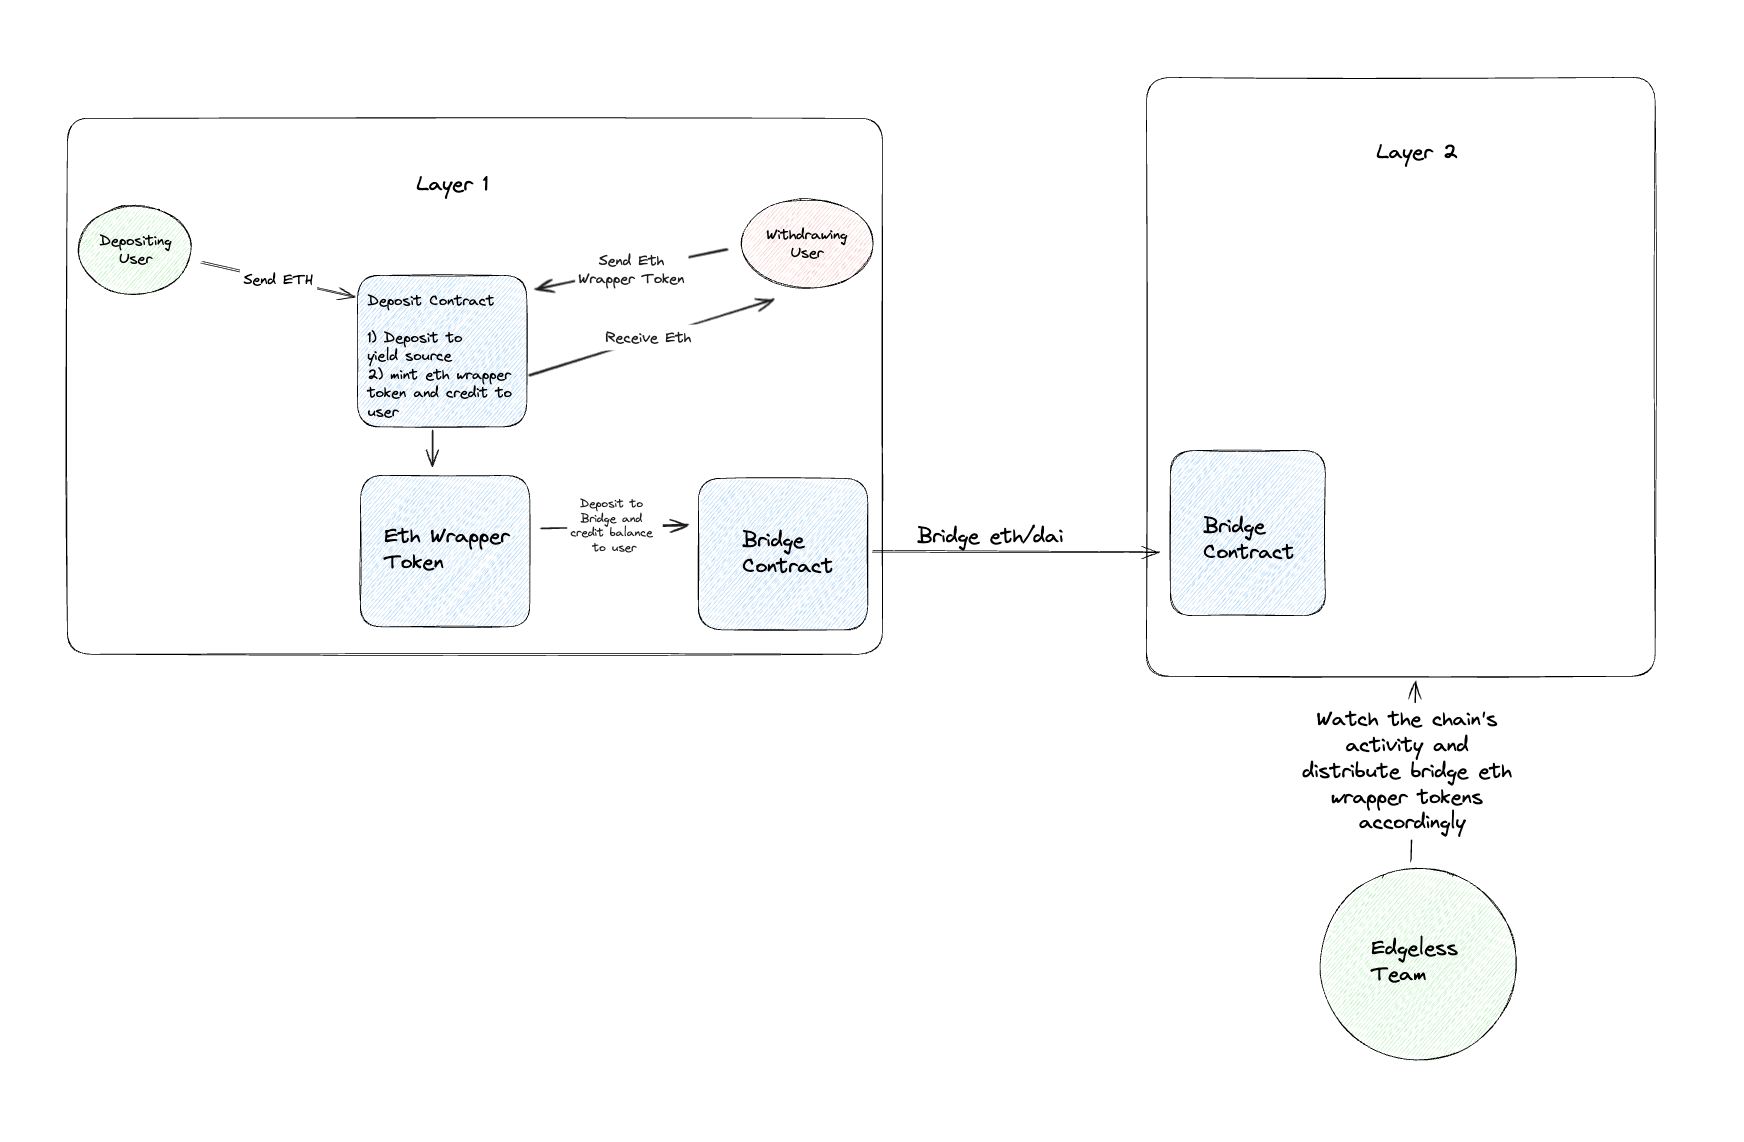 Layer 1
Depositing
User
Send ETH
Deposit Contract
1) Deposit to
yield source
2) mint eth wrapper
token and credit to
user
Withdrawing
User
Send Eth
Wrapper Token
Receive Eth
Eth Wrapper
Token
Deposit to
Bridge and
credit balance
to user
Bridge
Contract
Bridge eth/dai
Layer 2
Bridge
Contract
Watch the chain's
activity and
distribute bridge eth
wrapper tokens
accordingly
Edgeless
Team